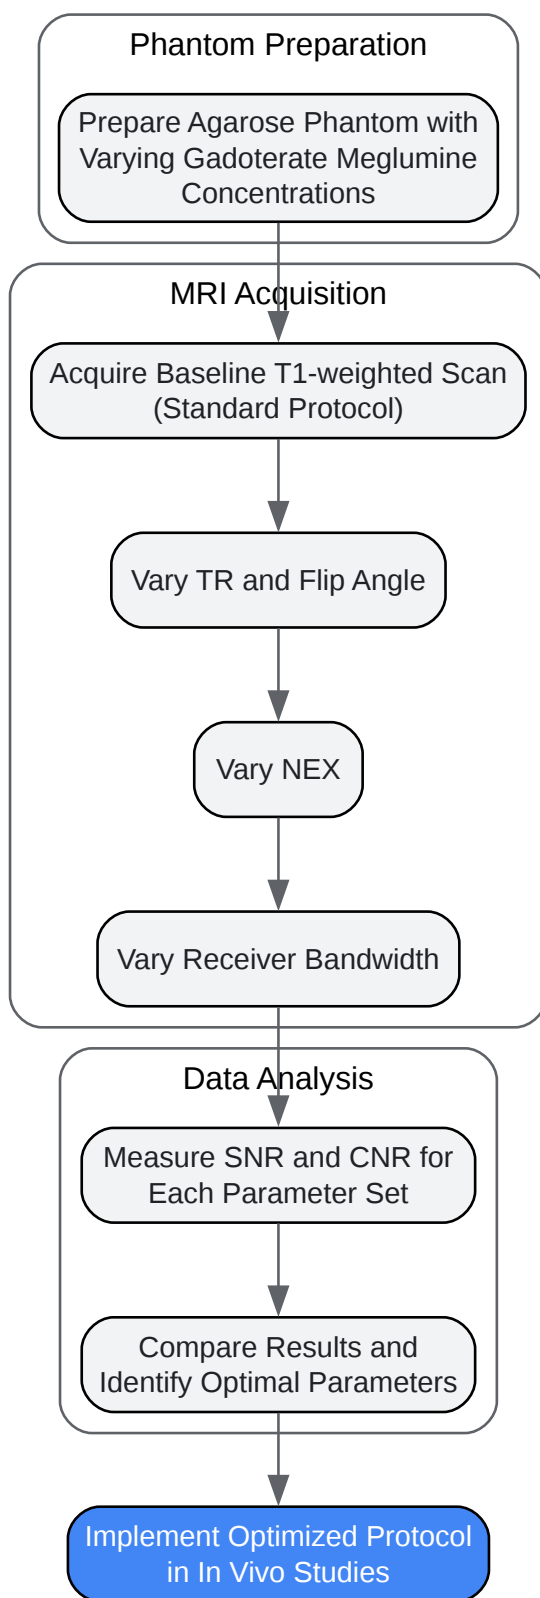 Phantom Preparation
Prepare Agarose Phantom with
Varying Gadoterate Meglumine
Concentrations
MRI Acquisition
Acquire Baseline T1-weighted Scan
(Standard Protocol)
Vary TR and Flip Angle
Vary NEX
Vary Receiver Bandwidth
Data Analysis
Measure SNR and CNR for
Each Parameter Set
Compare Results and
Identify Optimal Parameters
Implement Optimized Protocol
in In Vivo Studies